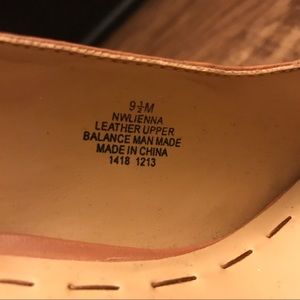 9½M
NWLIENNA
LEATHER UPPER
BALANCE MAN MADE
MADE IN CHINA
1418 1213